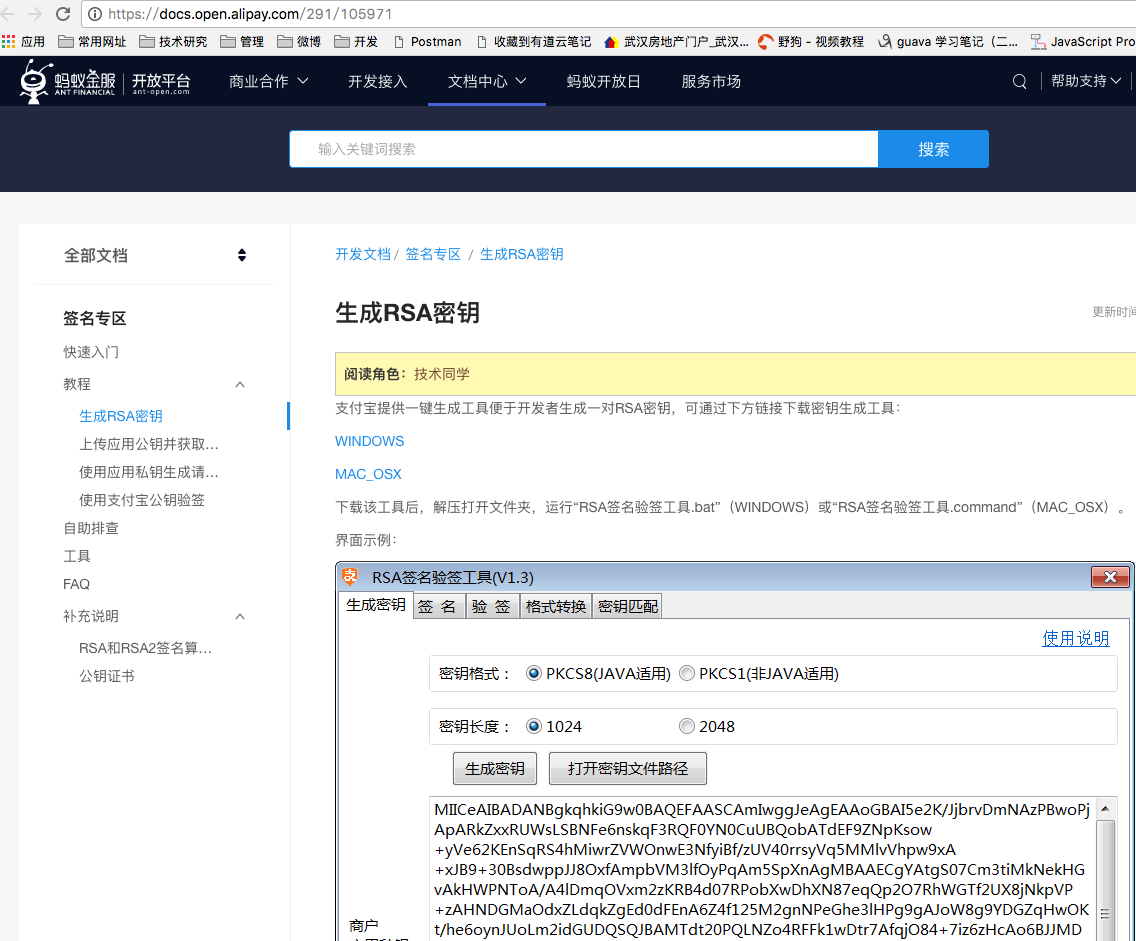 https://docs.open.alipay.com/291/105971
应用 常用网址 技术研究 管理 微博 开发 Postman 收藏到有道云笔记 武汉房地产门户_武汉... 野狗 - 视频教程 guava 学习笔记（二... JavaScript Pro
蚂蚁金服 开放平台 商业合作 开发接入 文档中心 蚂蚁开放日 服务市场 帮助支持
ANT FINANCIAL ant-open.com
输入关键词搜索 搜索
全部文档
签名专区
快速入门
教程
生成RSA密钥
上传应用公钥并获取...
使用应用私钥生成请...
使用支付宝公钥验签
自助排查
工具
FAQ
补充说明
RSA和RSA2签名算...
公钥证书
开发文档 / 签名专区 / 生成RSA密钥
生成RSA密钥
更新时间
阅读角色：技术同学
支付宝提供一键生成工具便于开发者生成一对RSA密钥，可通过下方链接下载密钥生成工具：
WINDOWS
MAC_OSX
下载该工具后，解压打开文件夹，运行“RSA签名验签工具.bat”（WINDOWS）或“RSA签名验签工具.command”（MAC_OSX）。
界面示例：
RSA签名验签工具(V1.3)
生成密钥 签 名 验 签 格式转换 密钥匹配
使用说明
密钥格式： PKCS8(JAVA适用) PKCS1(非JAVA适用)
密钥长度： 1024 2048
生成密钥 打开密钥文件路径
MIICeAIBADANBgkqhkiG9w0BAQEFAASCAmIwggJeAgEAAoGBAI5e2K/JjbrvDmNAzPBwoPj
ApARkZxxRUWsLSBNFe6nskqF3RQF0YN0CuUBQobATdEF9ZNpKsow
+yVe62KEnSqRS4hMiwrZVWOnwE3NfyiBf/zUV40rrsyVq5MMlvVhpw9xA
+xJB9+30BsdwppJJ8OxfAmpbVM3lfOyPqAm5SpXnAgMBAAECgYAtgS07Cm3tiMkNekHG
vAkHWPNToA/A4lDmqOVxm2zKRB4d07RPobXwDhXN87eqQp2O7RhWGTf2UX8jNkpVP
+zAHNDGMaOdxZLdqkZgEd0dFEnA6Z4f125M2gnNPeGhe3lHPg9gAJoW8g9YDGZqHwOK
t/he6oynJUoLm2idGUDQSQJBAMTdt20PQLNZo4RFFk1wDtr7AfqjO84+7iz6zHcAo6BJJMD
商户